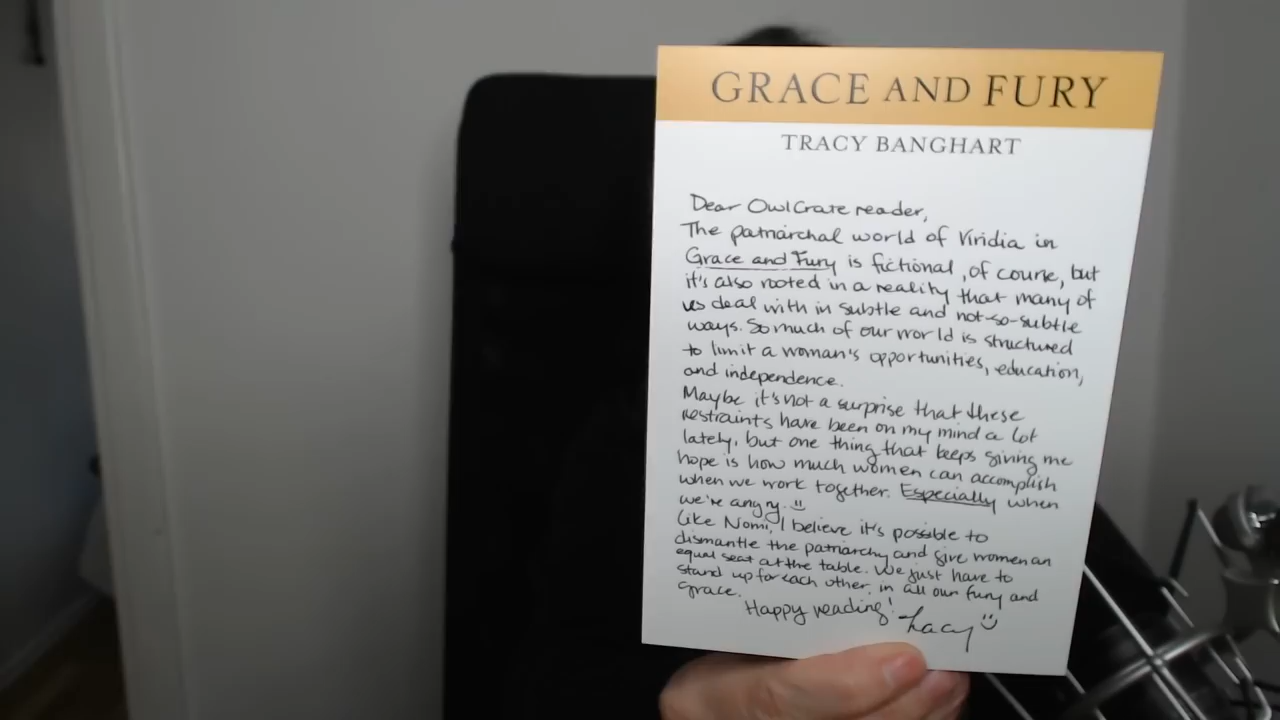 GRACE AND FURY
TRACY BANGHART
Dear OwlCrate reader,
The patriarchal world of Viridia in
Grace and Fury is fictional, of course, but
it's also rooted in a reality that many of
us deal with in subtle and not-so-subtle
ways. So much of our world is structured
to limit a woman's opportunities, education,
and independence.
Maybe it's not a surprise that these
restraints have been on my mind a lot
lately, but one thing that keeps giving me
hope is how much women can accomplish
when we work together. Especially when
we're angry. :)
Like Nomi, I believe it's possible to
dismantle the patriarchy and give women an
equal seat at the table. We just have to
stand up for each other, in all our fury and
grace.
Happy reading! Tracy :)